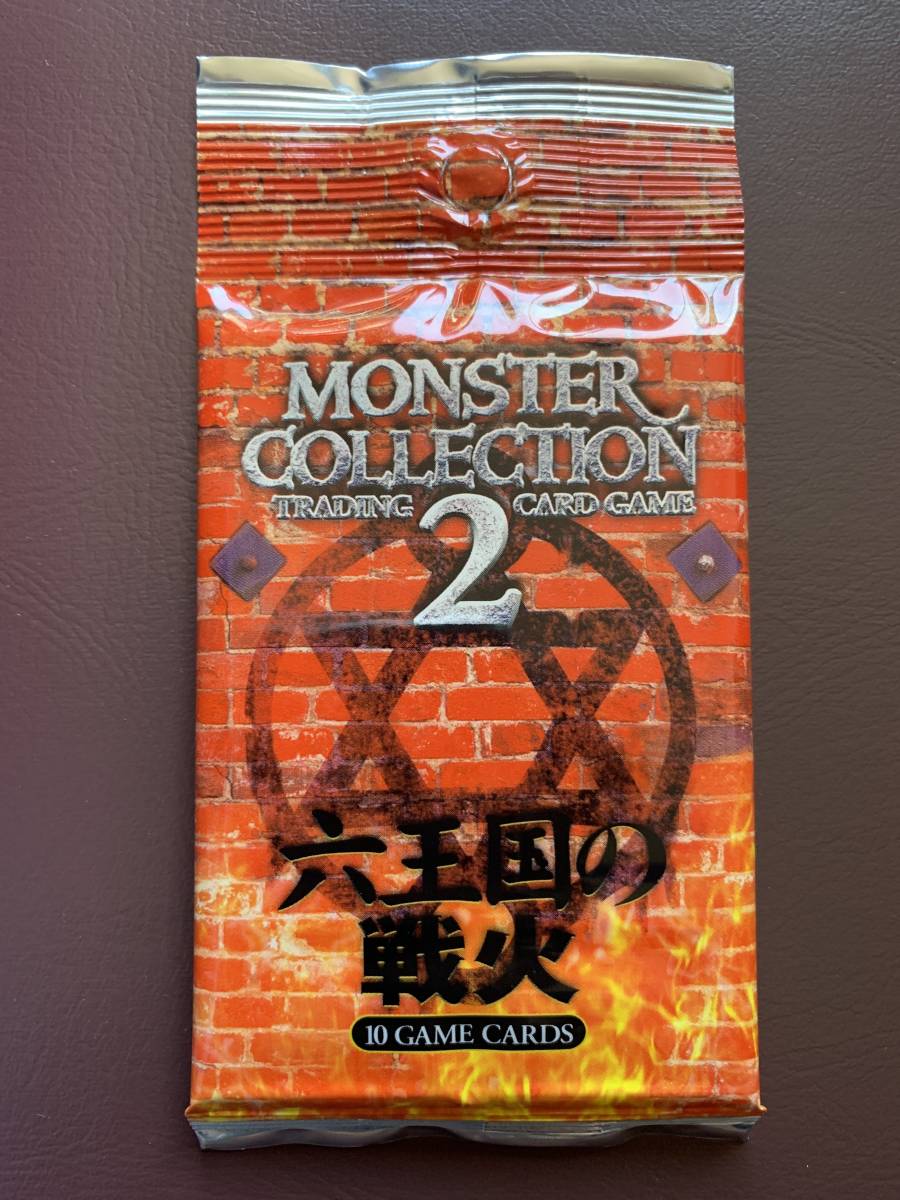 MONSTER
COLLECTION
TRADING CARD GAME
2
六王国の
戦火
10 GAME CARDS